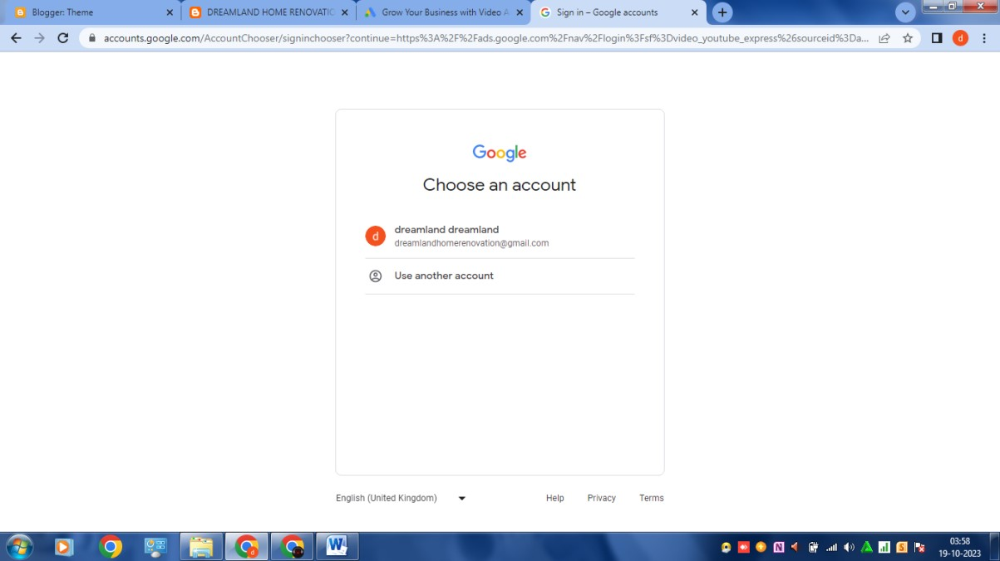 Blogger: Theme
DREAMLAND HOME RENOVATIO
Grow Your Business with Video A
Sign in – Google accounts
accounts.google.com/AccountChooser/signinchooser?continue=https%3A%2F%2Fads.google.com%2Fnav%2Flogin%3Fsf%3Dvideo_youtube_express%26sourceid%3Da...
d
Google
Choose an account
d
dreamland dreamland
dreamlandhomerenovation@gmail.com
Use another account
English (United Kingdom)
Help
Privacy
Terms
03:58
19-10-2023